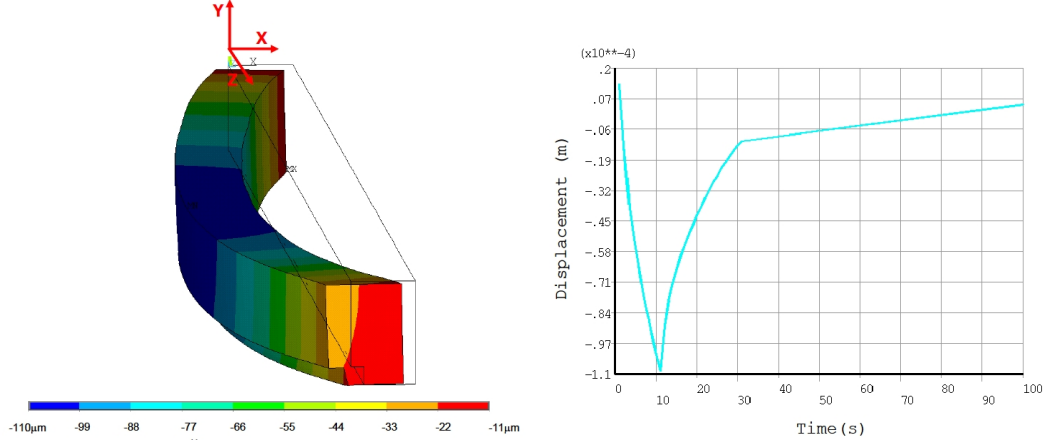 Y
X
X
Z
XX
-110µm -99 -88 -77 -66 -55 -44 -33 -22 -11µm
(x10**-4)
.2
.07
-.06
-.19
-.32
-.45
-.58
-.71
-.84
-.97
-1.1
Displacement (m)
0 10 20 30 40 50 60 70 80 90 100
Time(s)